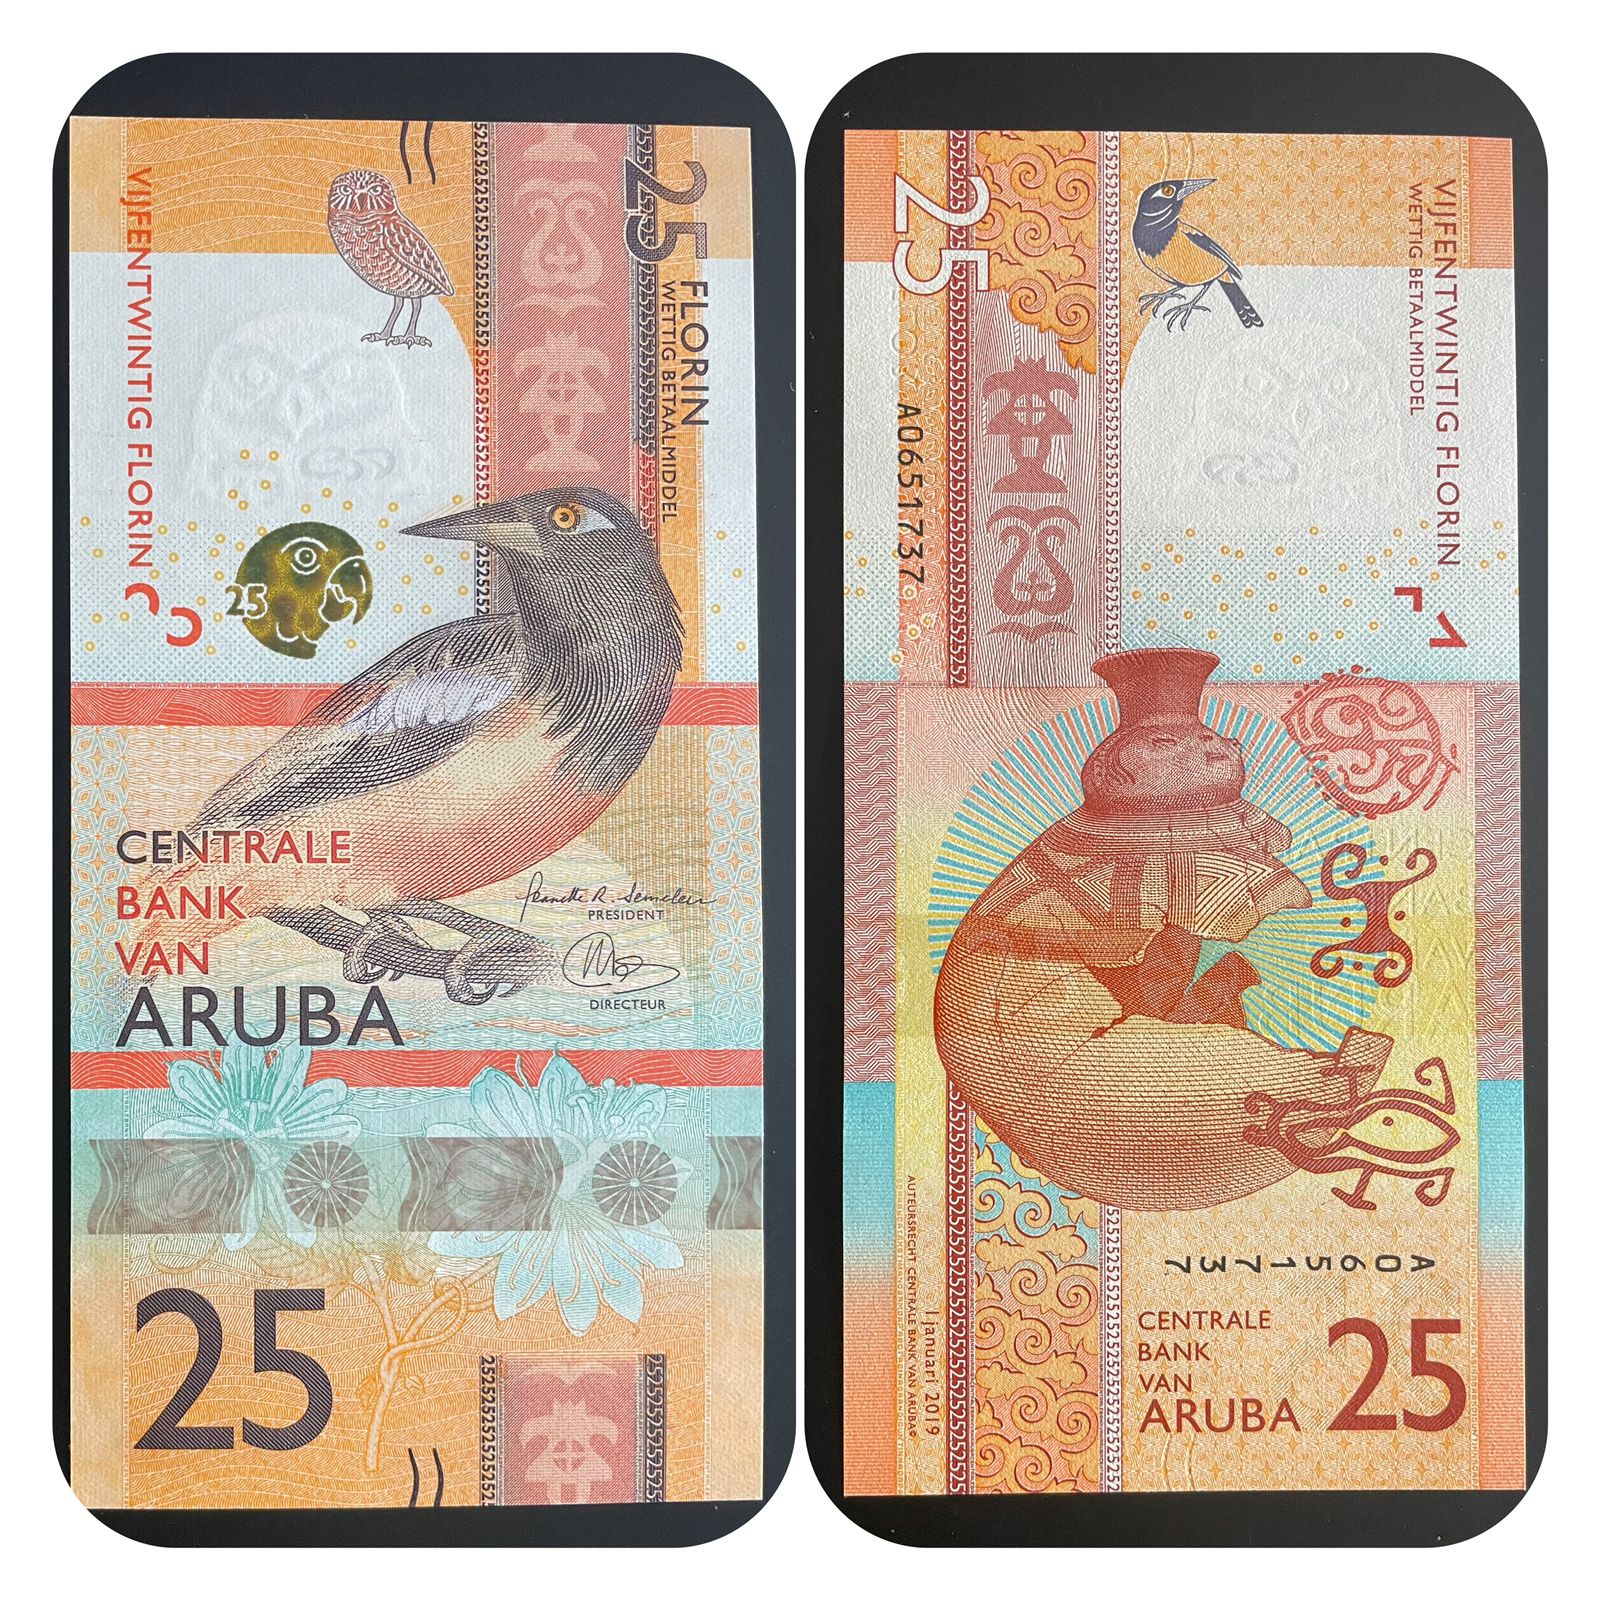 25 FLORIN
WETTIG BETAALMIDDEL
VIJFENTWINTIG FLORIN
25
CENTRALE
BANK
VAN
ARUBA
PRESIDENT
DIRECTEUR
25
25
A0651737
VIJFENTWINTIG FLORIN
WETTIG BETAALMIDDEL
AUTEURSRECHT CENTRALE BANK VAN ARUBA©
1 januari 2019
A0651737
CENTRALE
BANK
VAN
ARUBA
25